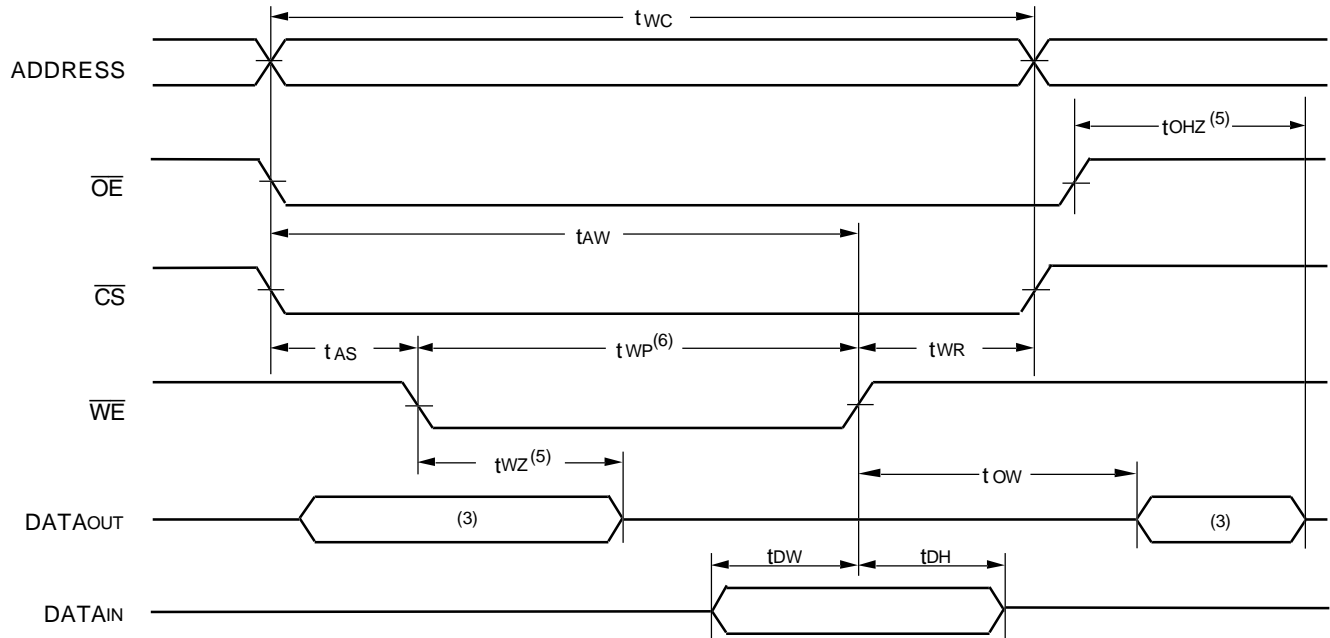 tWC
ADDRESS
tOHZ (5)
OE
tAW
CS
tAS
tWP(6)
tWR
WE
tWZ (5)
tOW
DATAOUT
(3)
(3)
tDW
tDH
DATAIN